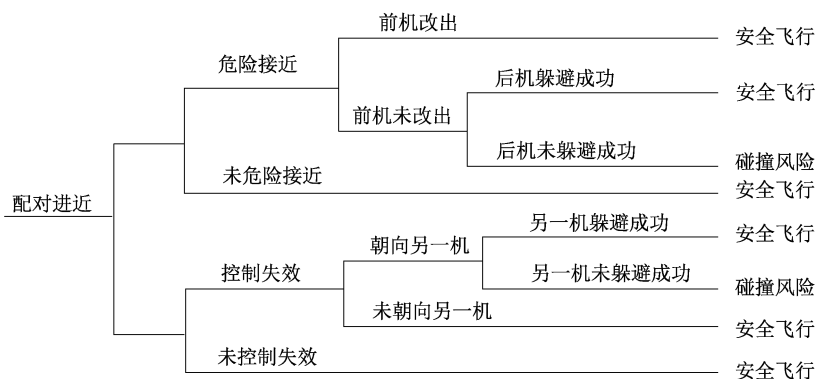 前机改出
安全飞行
危险接近
后机躲避成功
安全飞行
前机未改出
后机未躲避成功
碰撞风险
未危险接近
安全飞行
配对进近
另一机躲避成功
安全飞行
朝向另一机
控制失效
另一机未躲避成功
碰撞风险
未朝向另一机
安全飞行
未控制失效
安全飞行